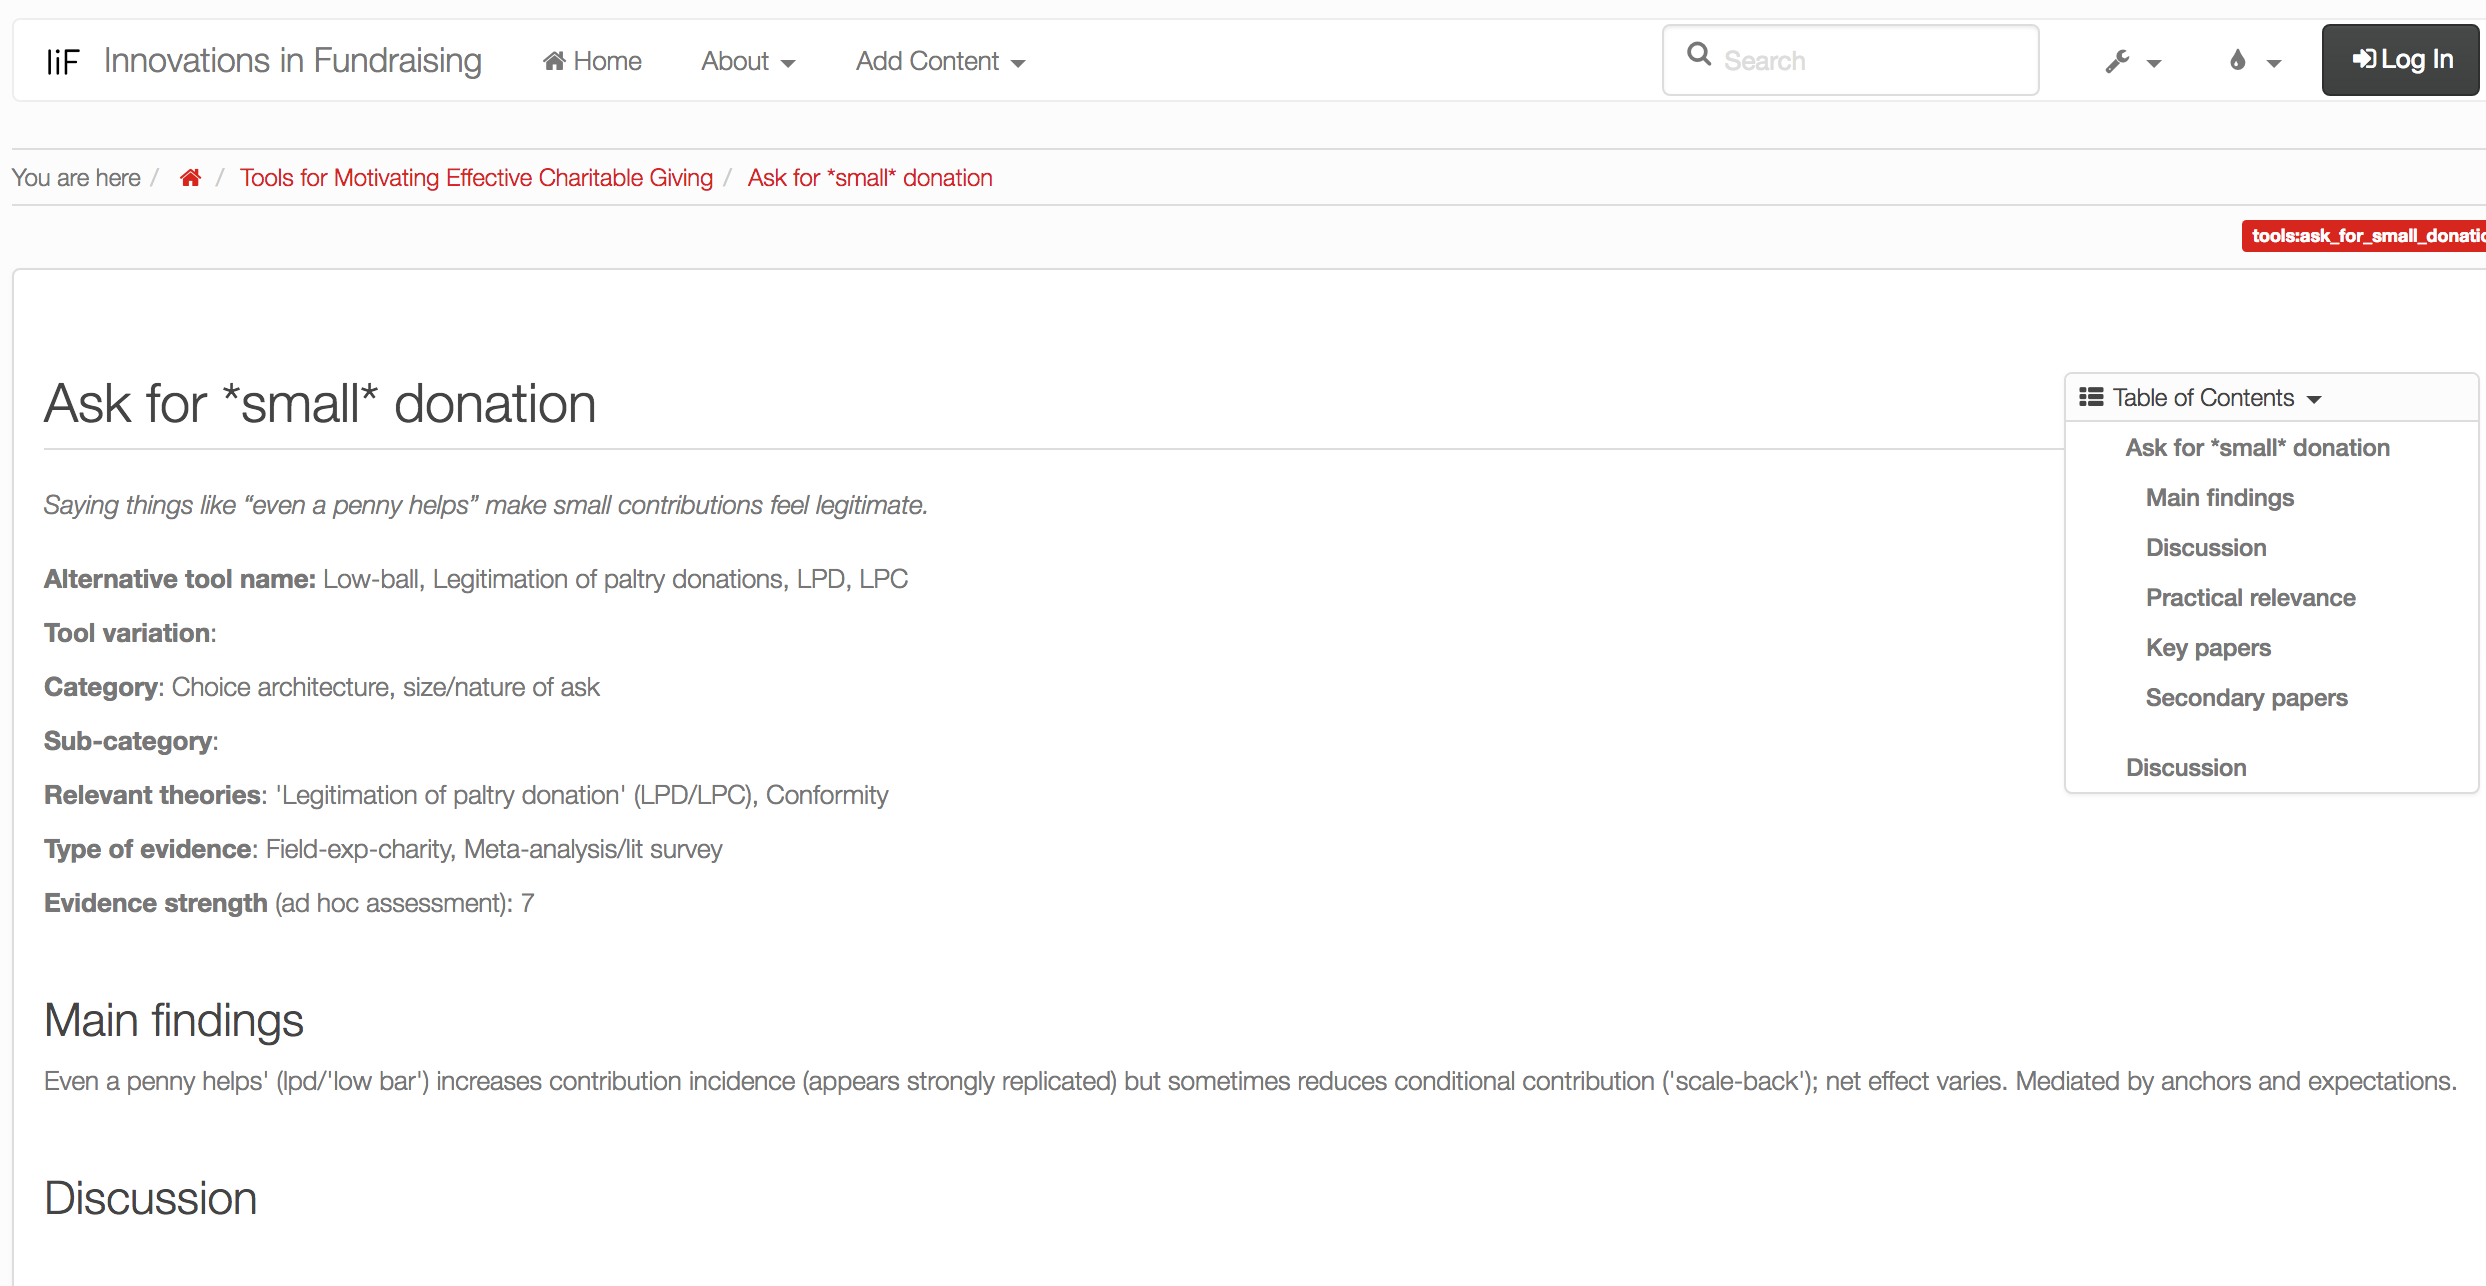 liF Innovations in Fundraising Home About Add Content Search Log In
You are here / / Tools for Motivating Effective Charitable Giving / Ask for *small* donation
tools:ask_for_small_donatio
Ask for *small* donation
Saying things like “even a penny helps” make small contributions feel legitimate.
Alternative tool name: Low-ball, Legitimation of paltry donations, LPD, LPC
Tool variation:
Category: Choice architecture, size/nature of ask
Sub-category:
Relevant theories: 'Legitimation of paltry donation' (LPD/LPC), Conformity
Type of evidence: Field-exp-charity, Meta-analysis/lit survey
Evidence strength (ad hoc assessment): 7
Table of Contents
Ask for *small* donation
Main findings
Discussion
Practical relevance
Key papers
Secondary papers
Discussion
Main findings
Even a penny helps' (lpd/'low bar') increases contribution incidence (appears strongly replicated) but sometimes reduces conditional contribution ('scale-back'); net effect varies. Mediated by anchors and expectations.
Discussion